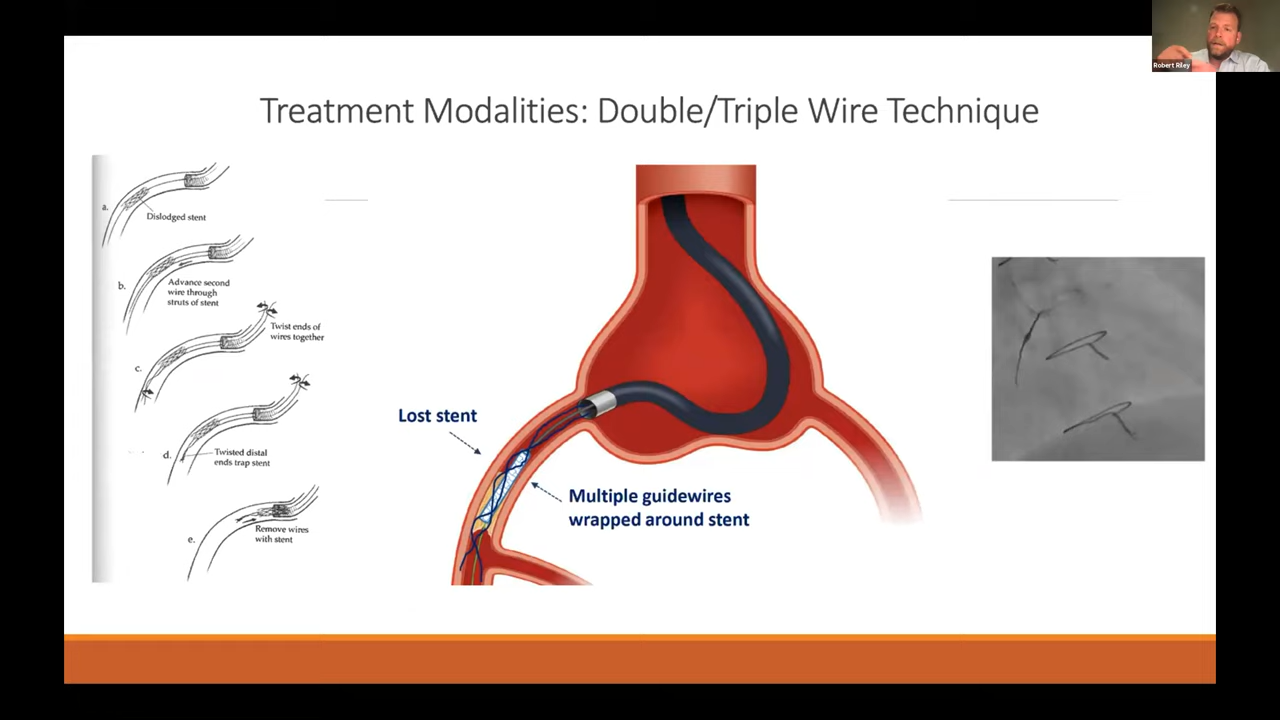 Robert Riley
Treatment Modalities: Double/Triple Wire Technique
a.
Dislodged stent
b.
Advance second
wire through
struts of stent
Twist ends of
wires together
c.
d.
Twisted distal
ends trap stent
e.
Remove wires
with stent
Lost stent
Multiple guidewires
wrapped around stent